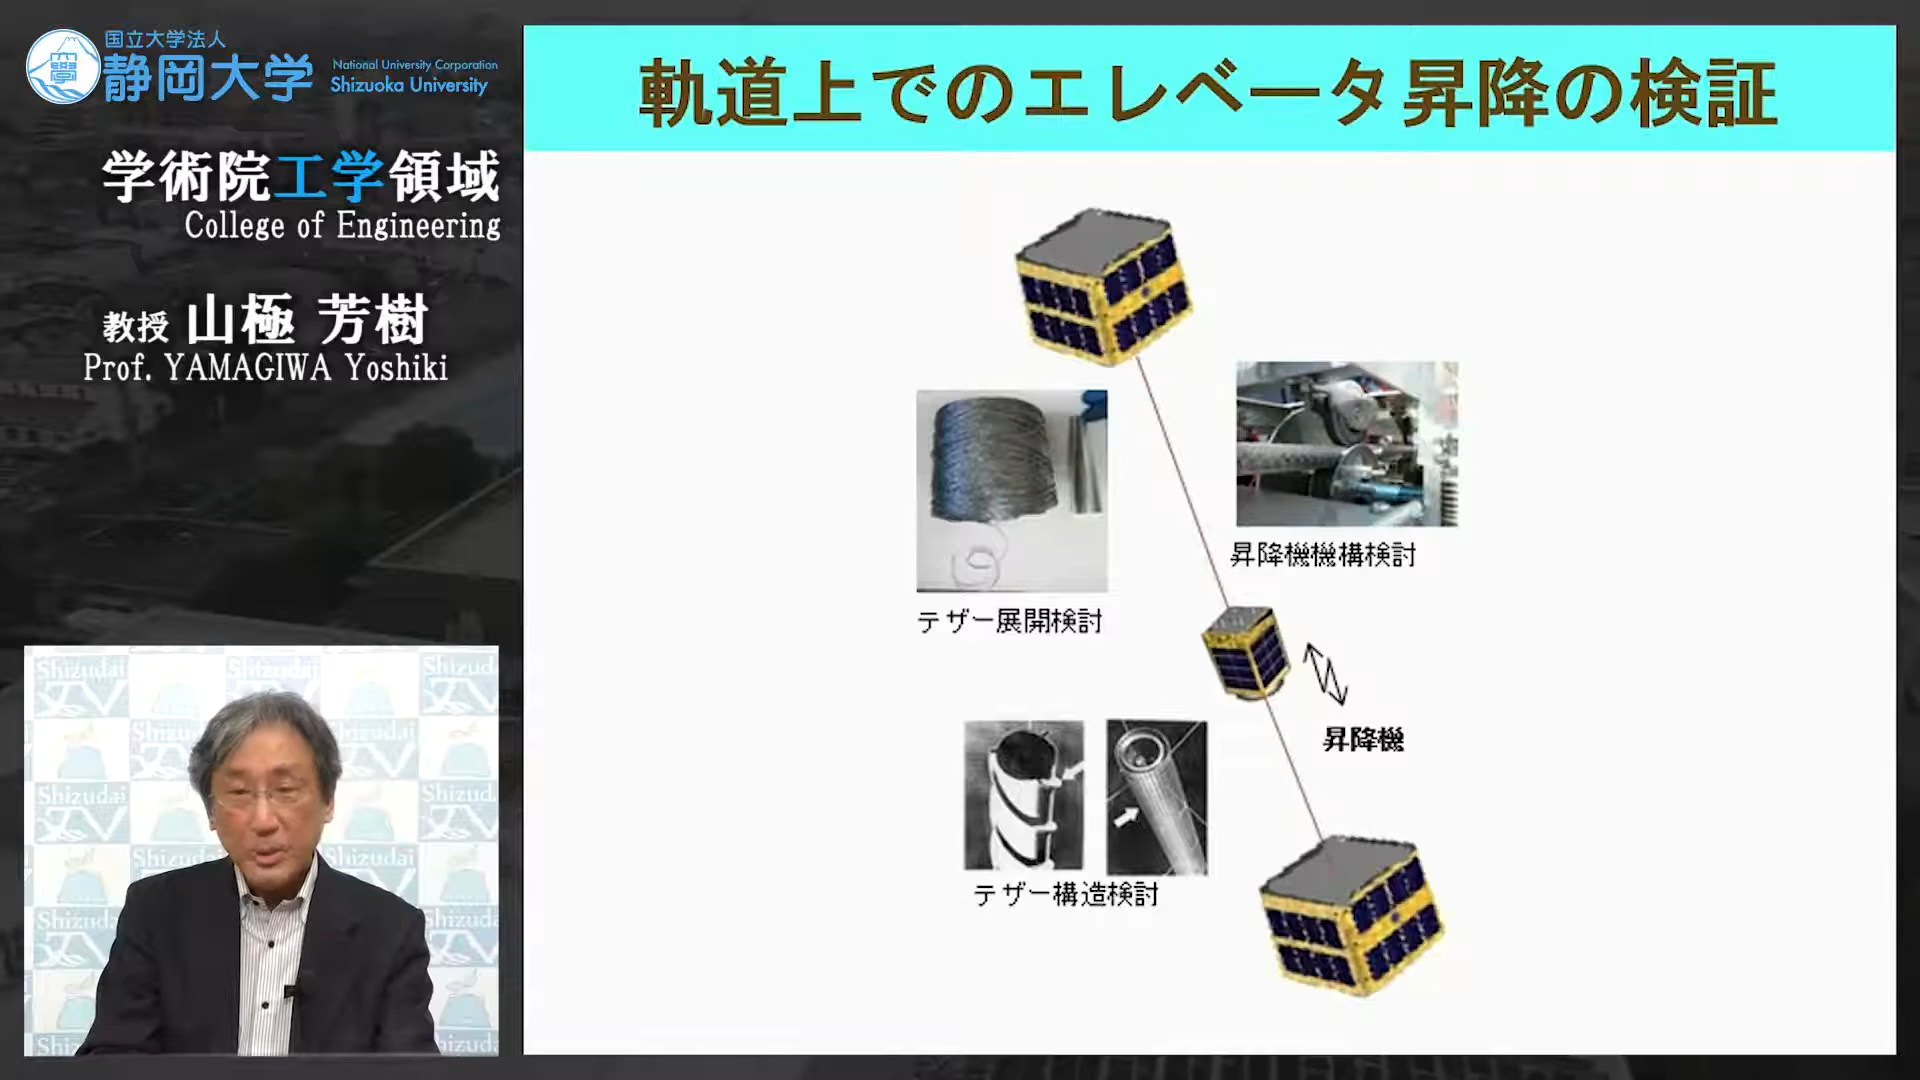 国立大学法人
静岡大学
National University Corporation
Shizuoka University
学術院工学領域
College of Engineering
教授 山極 芳樹
Prof. YAMAGIWA Yoshiki
軌道上でのエレベータ昇降の検証
昇降機機構検討
テザー展開検討
昇降機
テザー構造検討
Shizudai
TV